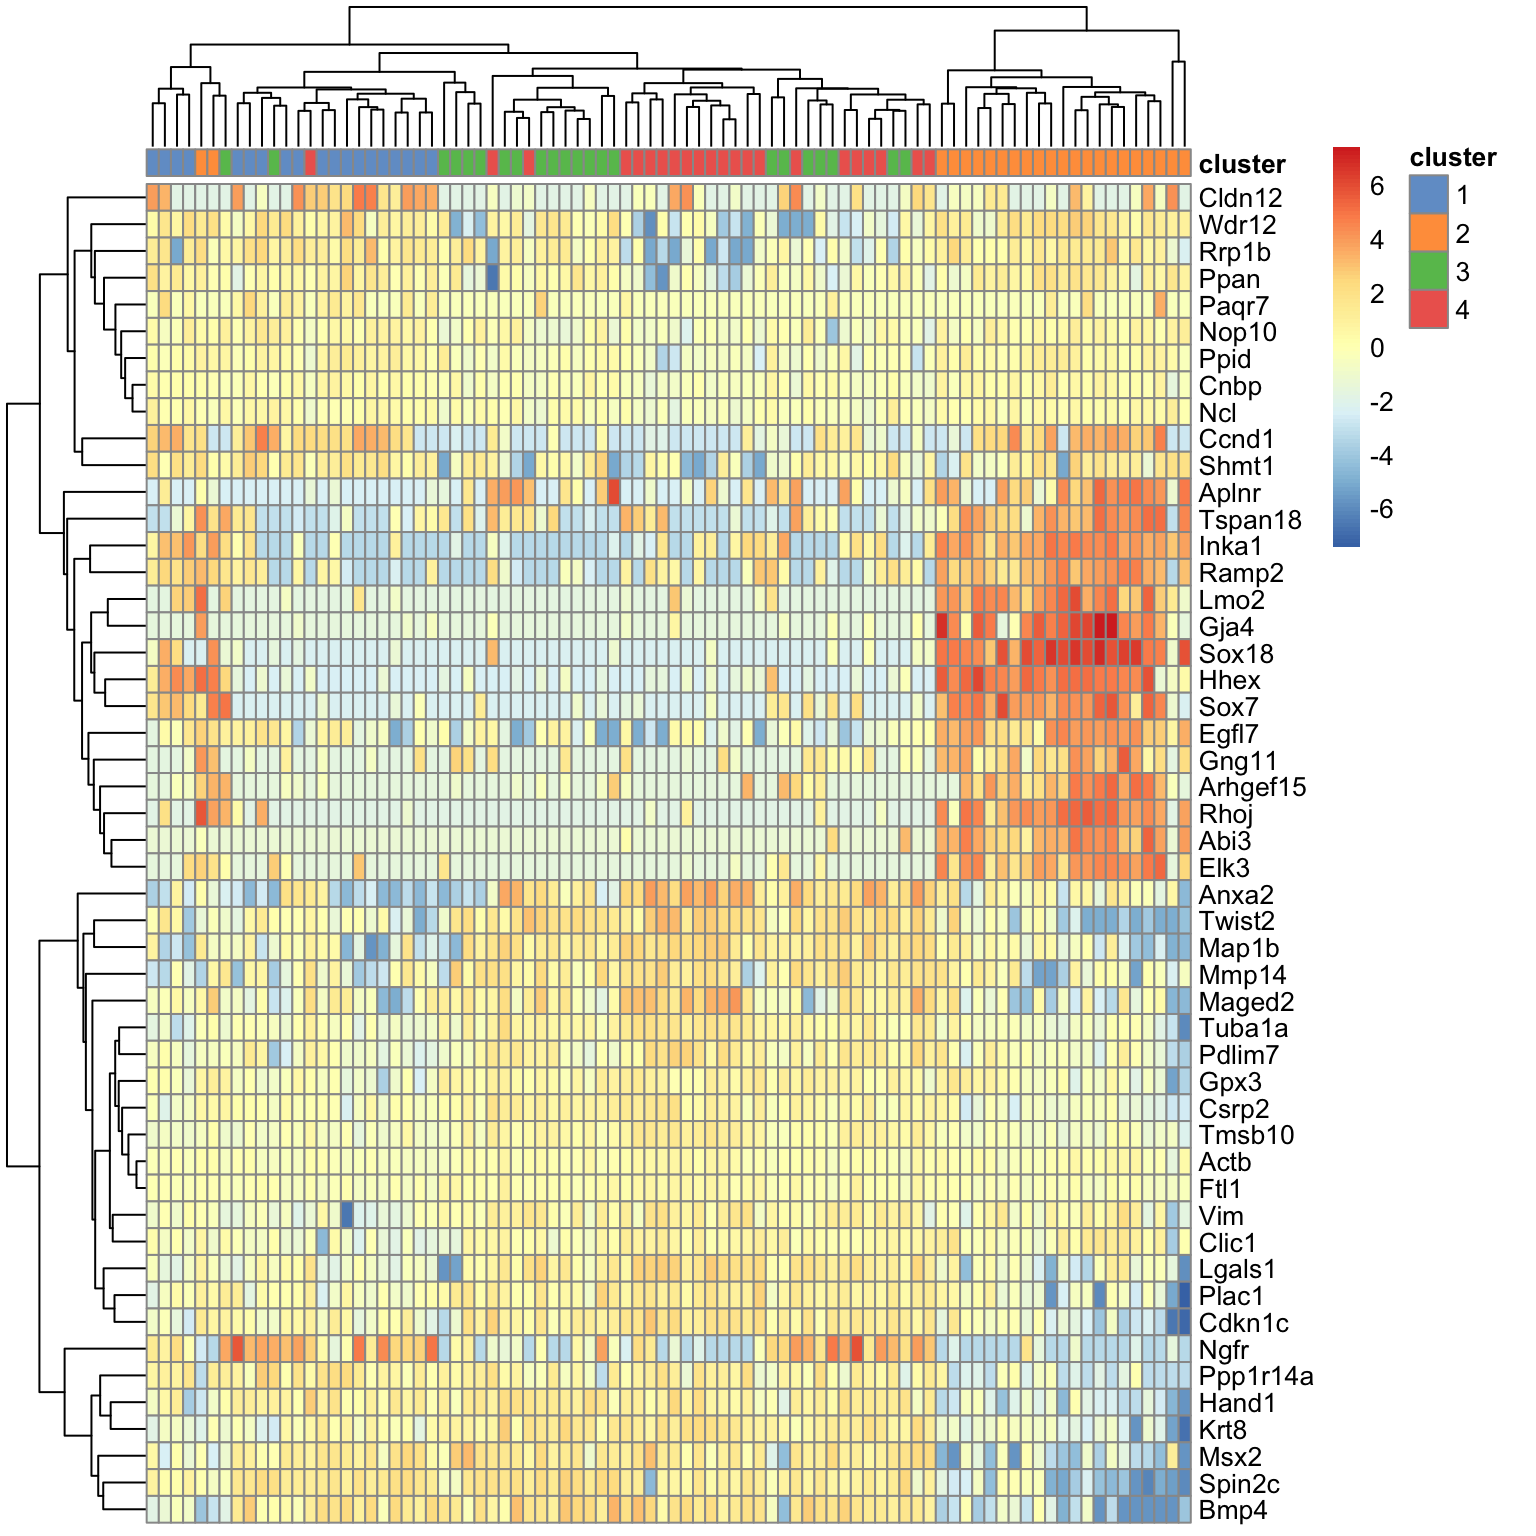 cluster
Cldn12
Wdr12
Rrp1b
Ppan
Paqr7
Nop10
Ppid
Cnbp
Ncl
Ccnd1
Shmt1
Aplnr
Tspan18
Inka1
Ramp2
Lmo2
Gja4
Sox18
Hhex
Sox7
Egfl7
Gng11
Arhgef15
Rhoj
Abi3
Elk3
Anxa2
Twist2
Map1b
Mmp14
Maged2
Tuba1a
Pdlim7
Gpx3
Csrp2
Tmsb10
Actb
Ftl1
Vim
Clic1
Lgals1
Plac1
Cdkn1c
Ngfr
Ppp1r14a
Hand1
Krt8
Msx2
Spin2c
Bmp4
6
4
2
0
-2
-4
-6
cluster
1
2
3
4